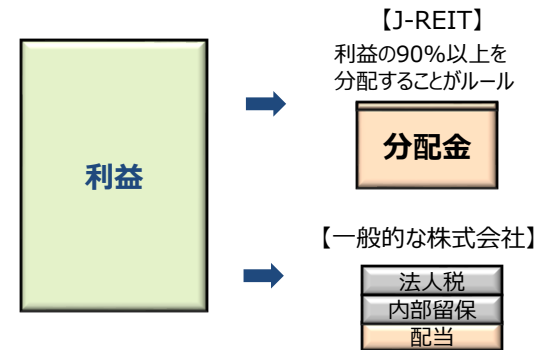 【J-REIT】
利益の90%以上を
分配することがルール
分配金
利益
【一般的な株式会社】
法人税
内部留保
配当